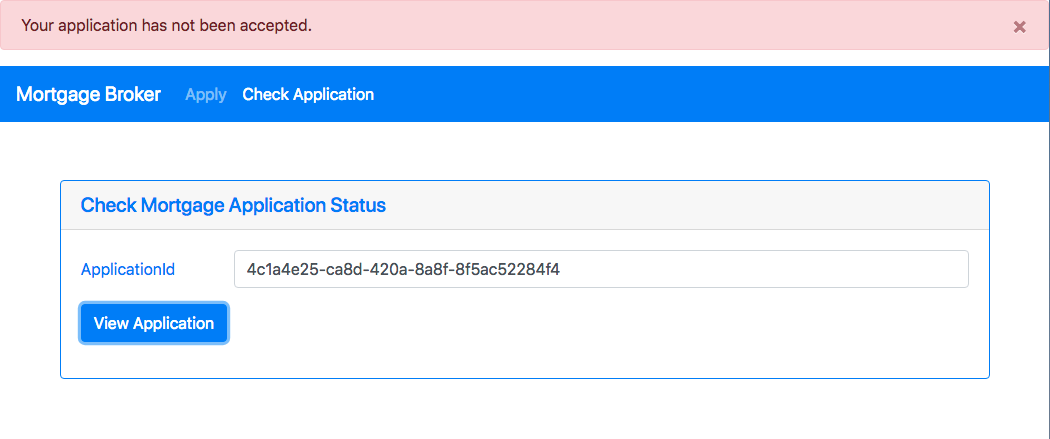 Your application has not been accepted. ×
Mortgage Broker Apply Check Application
Check Mortgage Application Status
ApplicationId 4c1a4e25-ca8d-420a-8a8f-8f5ac52284f4
View Application